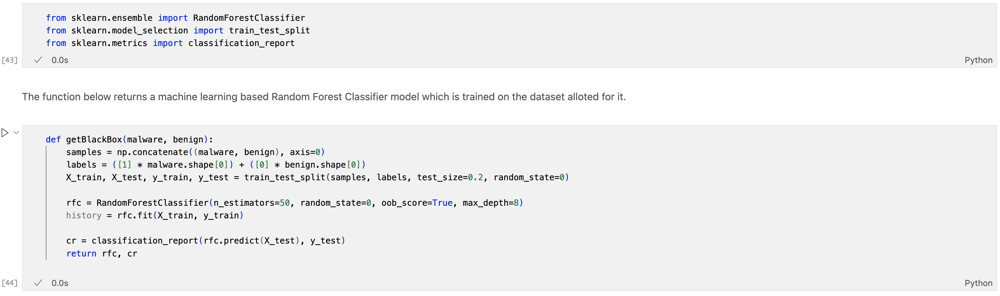 from sklearn.ensemble import RandomForestClassifier
from sklearn.model_selection import train_test_split
from sklearn.metrics import classification_report
[43] 0.0s Python
The function below returns a machine learning based Random Forest Classifier model which is trained on the dataset alloted for it.
def getBlackBox(malware, benign):
    samples = np.concatenate((malware, benign), axis=0)
    labels = ([1] * malware.shape[0]) + ([0] * benign.shape[0])
    X_train, X_test, y_train, y_test = train_test_split(samples, labels, test_size=0.2, random_state=0)
    rfc = RandomForestClassifier(n_estimators=50, random_state=0, oob_score=True, max_depth=8)
    history = rfc.fit(X_train, y_train)
    cr = classification_report(rfc.predict(X_test), y_test)
    return rfc, cr
[44] 0.0s Python